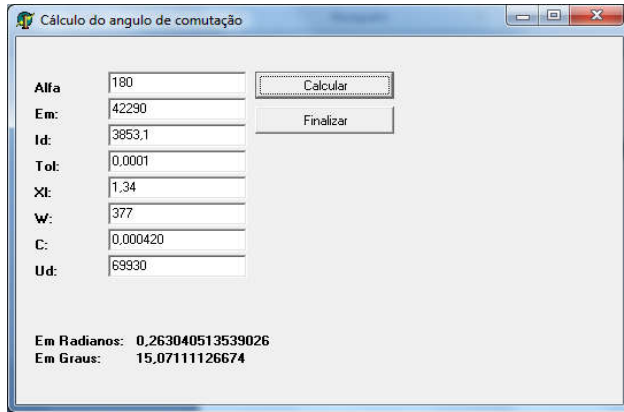 Cálculo do angulo de comutação
Alfa 180 Calcular
Em: 42290
Finalizar
Id: 3853,1
Tol: 0,0001
Xl: 1,34
W: 377
C: 0,000420
Ud: 69930
Em Radianos: 0,263040513539026
Em Graus: 15,07111126674